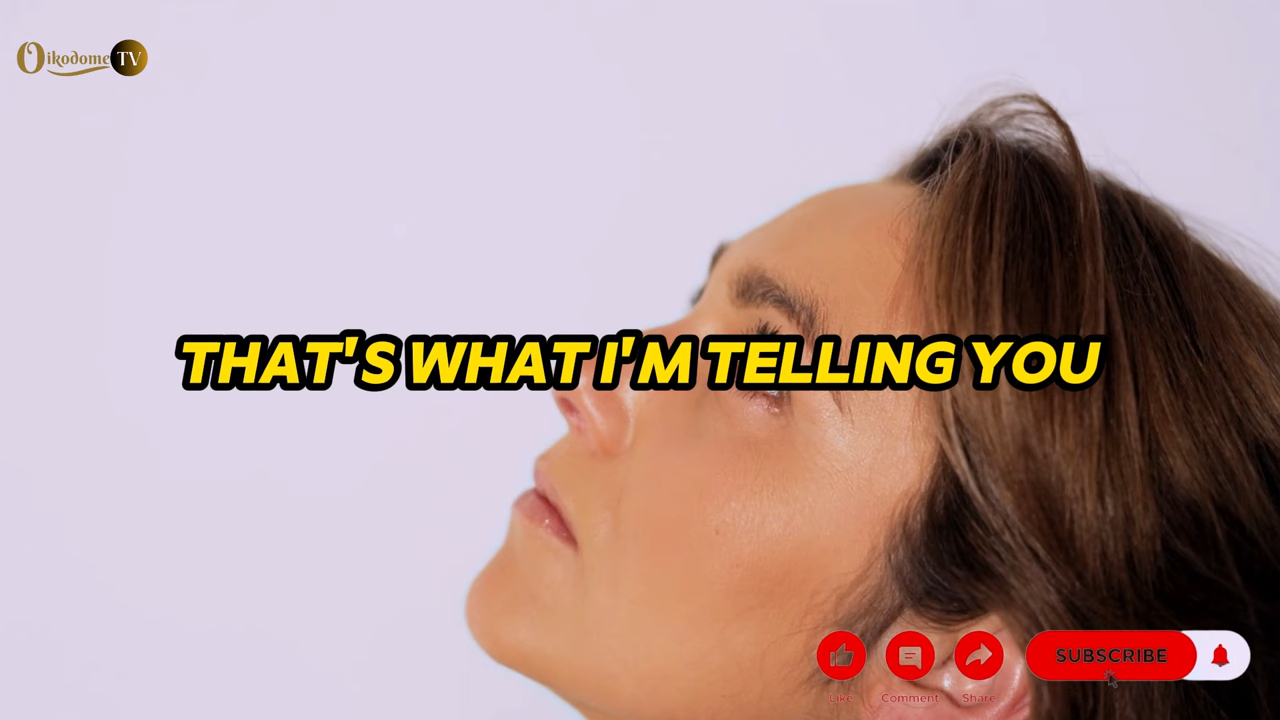 Oikodome TV
THAT'S WHAT I'M TELLING YOU
SUBSCRIBE
Like Comment Share